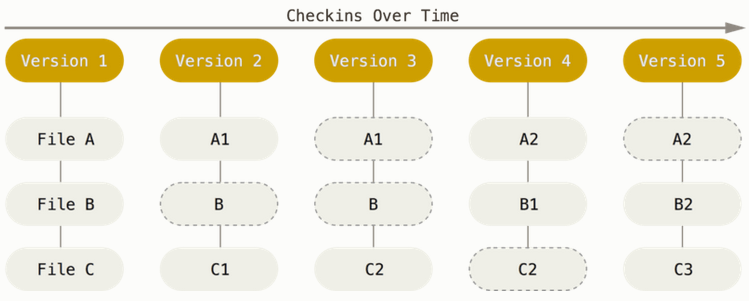 Checkins Over Time
Version 1 Version 2 Version 3 Version 4 Version 5
File A A1 A1 A2 A2
File B B B B1 B2
File C C1 C2 C2 C3